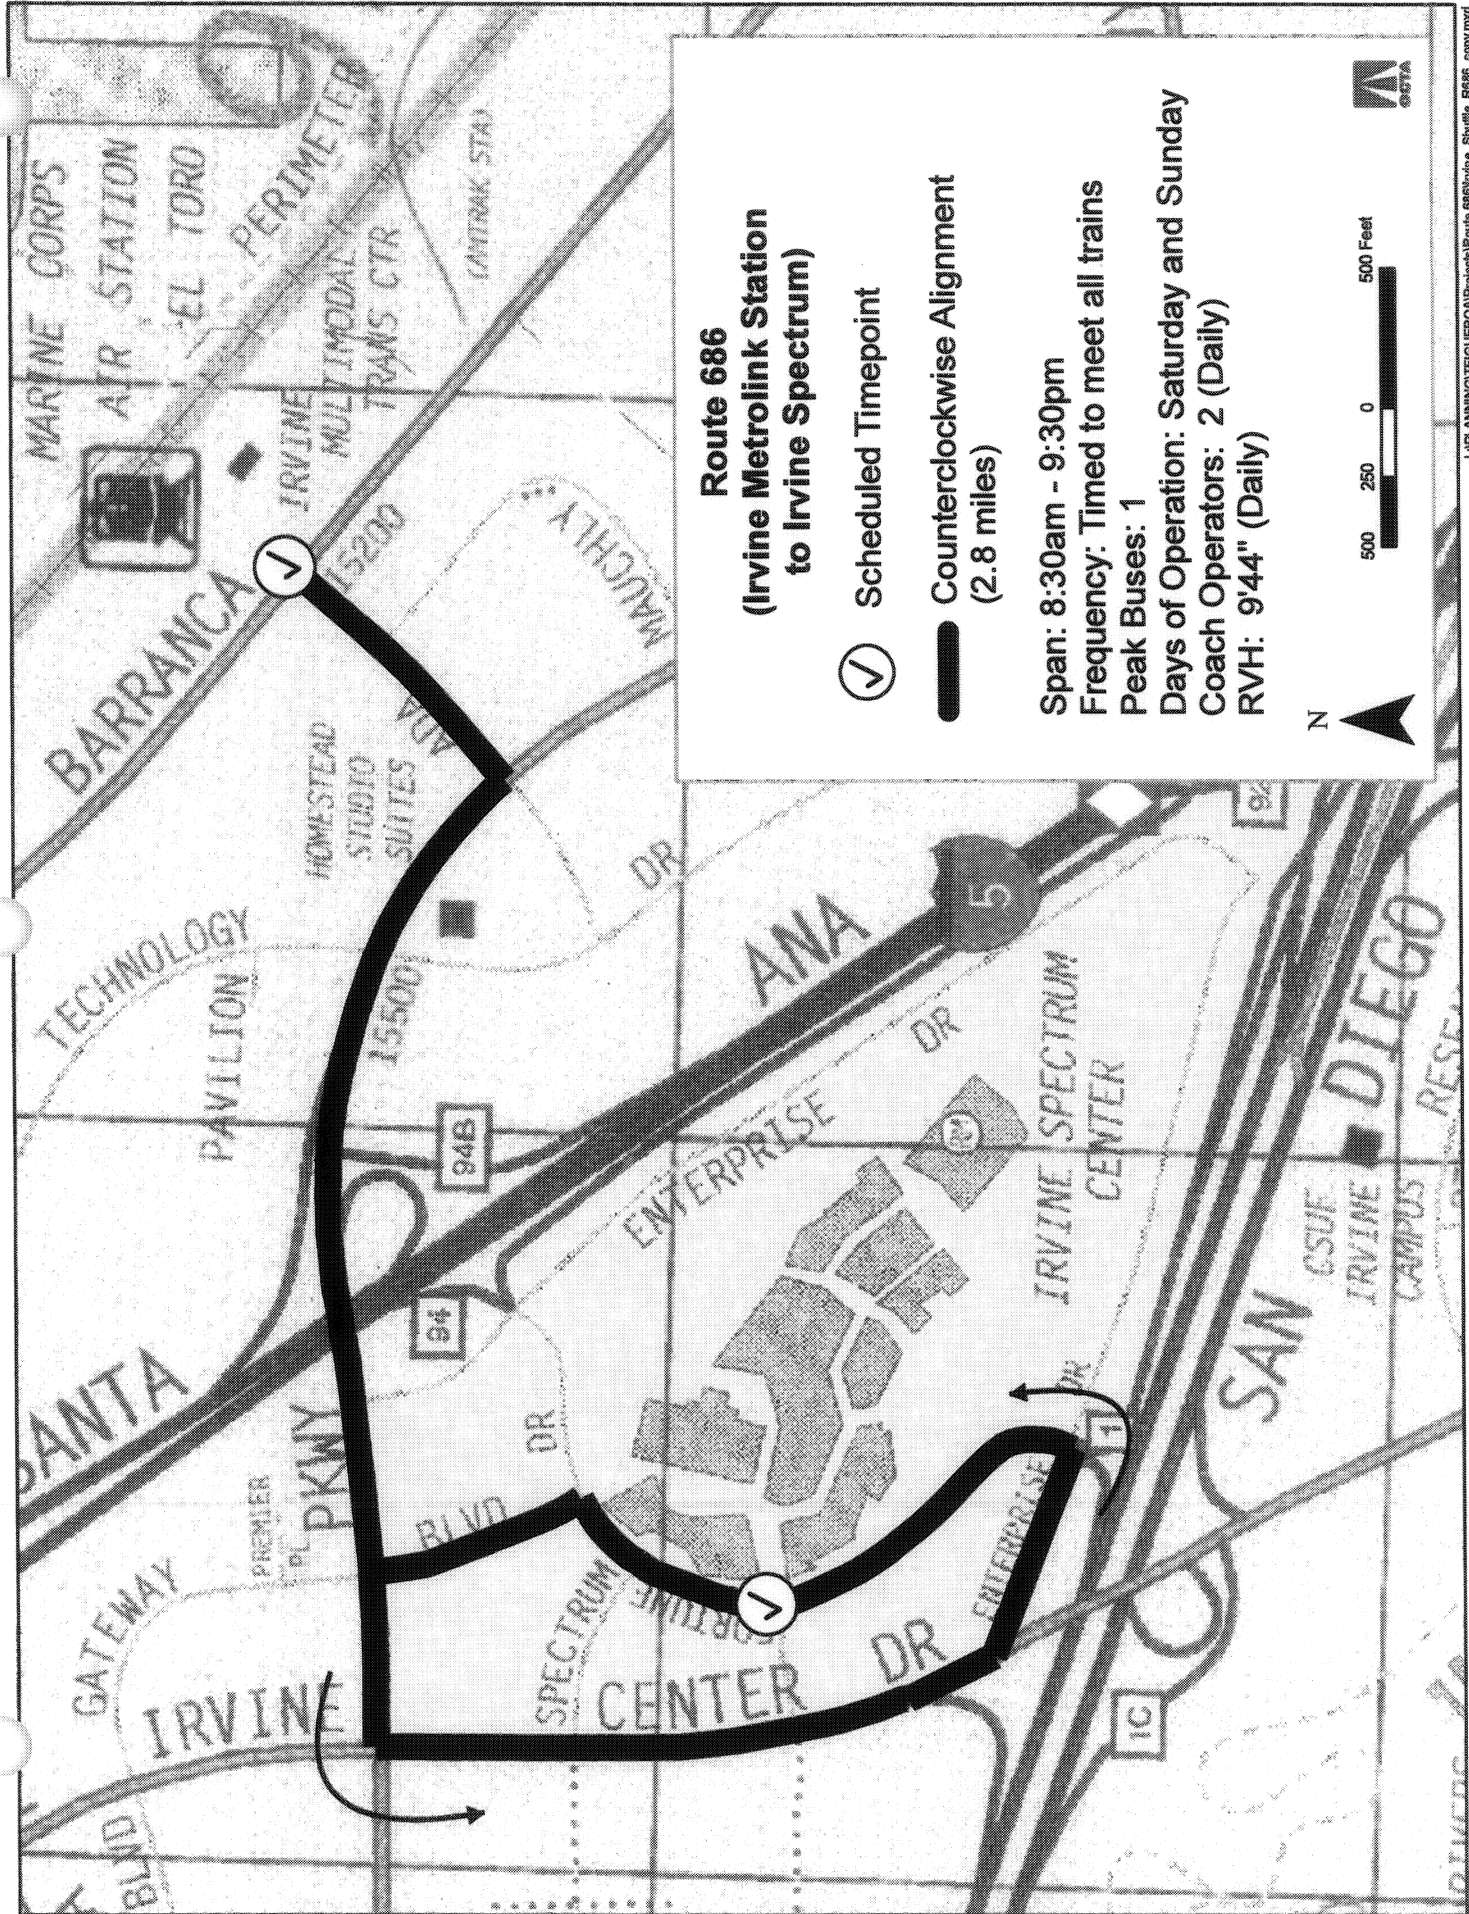 Route 686
(Irvine Metrolink Station
to Irvine Spectrum)
Scheduled Timepoint
Counterclockwise Alignment
(2.8 miles)
Span: 8:30am - 9:30pm
Frequency: Timed to meet all trains
Peak Buses: 1
Days of Operation: Saturday and Sunday
Coach Operators: 2 (Daily)
RVH: 9'44" (Daily)
N
500 250 0 500 Feet
OCTA
MARINE CORPS
AIR STATION
EL TORO
PERIMETER
IRVINE
MULTIMODAL
TRANS CTR
(AMTRAK STA)
BARRANCA
15200
MAUCHLY
ADA
HOMESTEAD
STUDIO
SUITES
TECHNOLOGY
DR
PAVILION
15500
SANTA
ANA
5
94B
94
ENTERPRISE
DR
RM
IRVINE SPECTRUM
CENTER
PKWY
PREMIER
PL
GATEWAY
BLVD
DR
SPECTRUM
FORTUNE
IRVINE
CENTER
DR
ENTERPRISE
DR
1
1C
SAN
DIEGO
CSUF
IRVINE
CAMPUS
BLVD